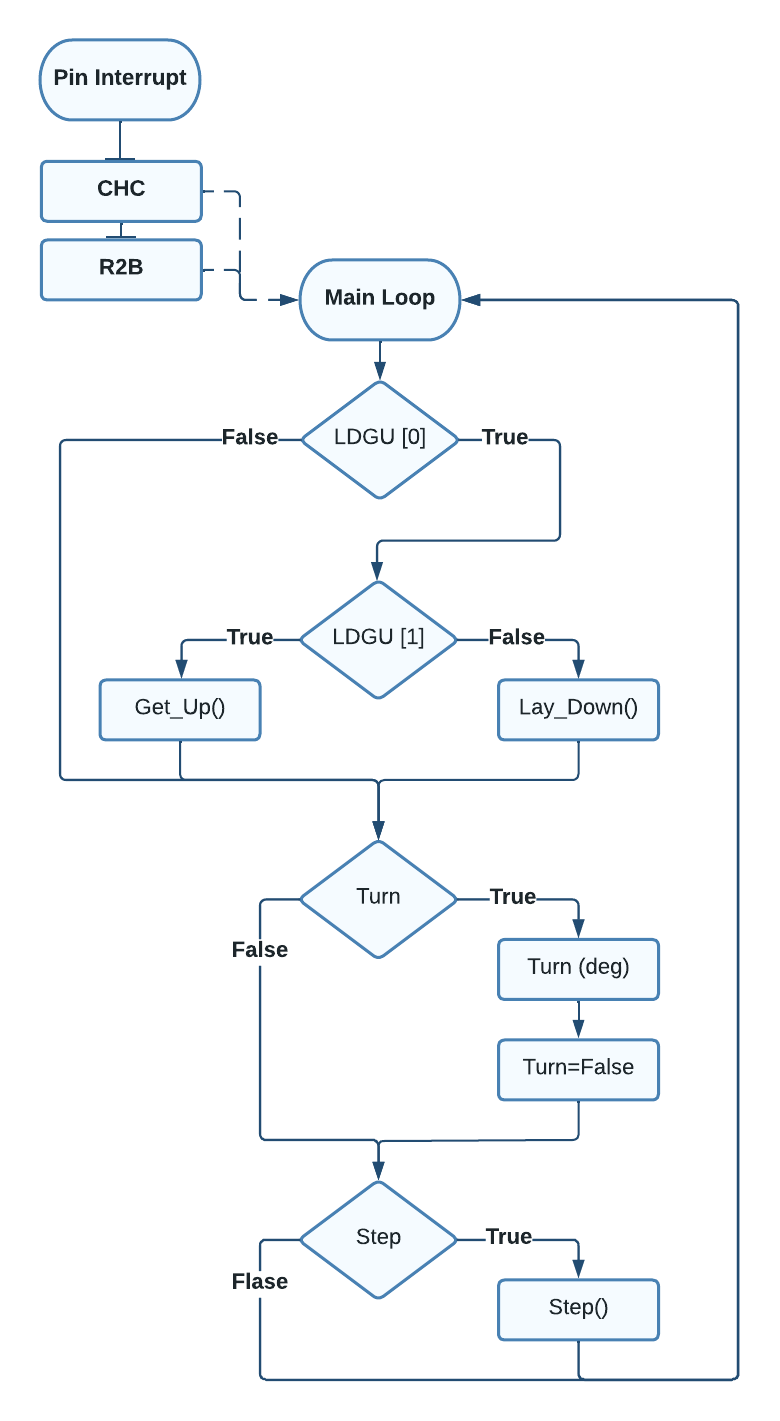 Pin Interrupt
CHC
R2B
Main Loop
LDGU [0]
False
True
LDGU [1]
True
False
Get_Up()
Lay_Down()
Turn
True
False
Turn (deg)
Turn=False
Step
True
Flase
Step()